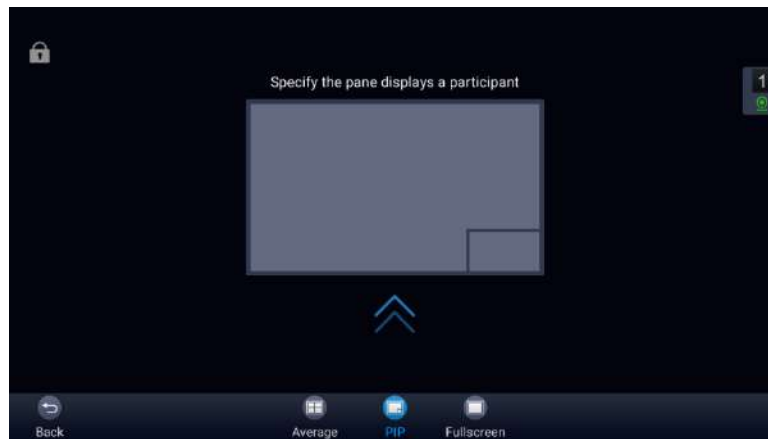 Specify the pane displays a participant
1
Back
Average
PIP
Fullscreen